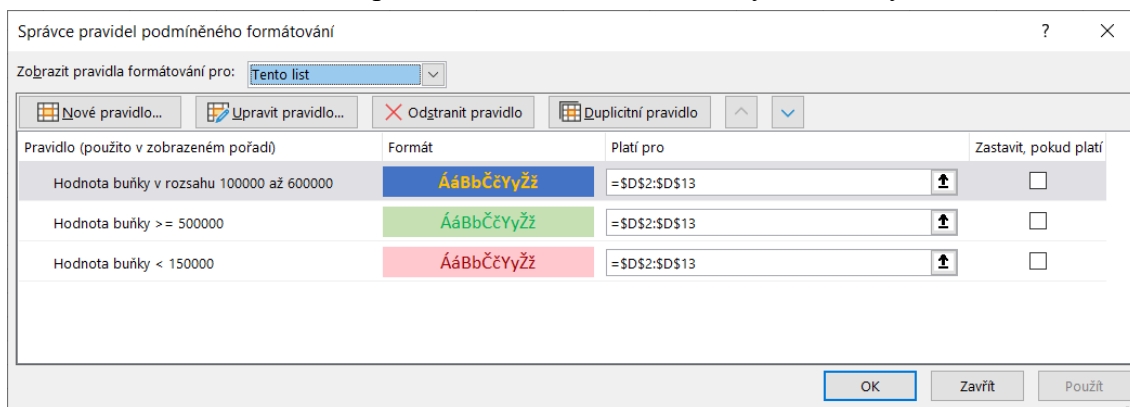 Správce pravidel podmíněného formátování ? ×
Zobrazit pravidla formátování pro: Tento list
Nové pravidlo... Upravit pravidlo... Odstranit pravidlo Duplicitní pravidlo
Pravidlo (použito v zobrazeném pořadí) Formát Platí pro Zastavit, pokud platí
Hodnota buňky v rozsahu 100000 až 600000 ÁáBbČčYyŽž =$D$2:$D$13
Hodnota buňky >= 500000 ÁáBbČčYyŽž =$D$2:$D$13
Hodnota buňky < 150000 ÁáBbČčYyŽž =$D$2:$D$13
OK Zavřít Použít